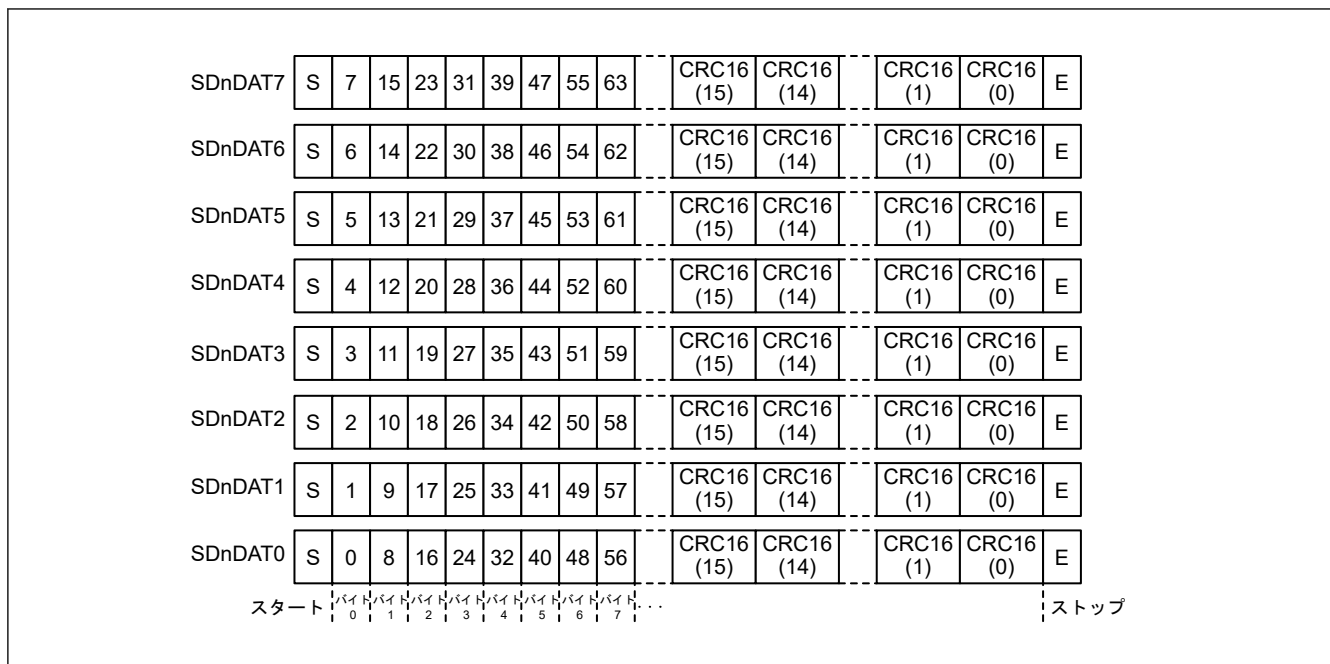 SDnDAT7 S 7 15 23 31 39 47 55 63 CRC16 (15) CRC16 (14) CRC16 (1) CRC16 (0) E
SDnDAT6 S 6 14 22 30 38 46 54 62 CRC16 (15) CRC16 (14) CRC16 (1) CRC16 (0) E
SDnDAT5 S 5 13 21 29 37 45 53 61 CRC16 (15) CRC16 (14) CRC16 (1) CRC16 (0) E
SDnDAT4 S 4 12 20 28 36 44 52 60 CRC16 (15) CRC16 (14) CRC16 (1) CRC16 (0) E
SDnDAT3 S 3 11 19 27 35 43 51 59 CRC16 (15) CRC16 (14) CRC16 (1) CRC16 (0) E
SDnDAT2 S 2 10 18 26 34 42 50 58 CRC16 (15) CRC16 (14) CRC16 (1) CRC16 (0) E
SDnDAT1 S 1 9 17 25 33 41 49 57 CRC16 (15) CRC16 (14) CRC16 (1) CRC16 (0) E
SDnDAT0 S 0 8 16 24 32 40 48 56 CRC16 (15) CRC16 (14) CRC16 (1) CRC16 (0) E
スタート バイト0 バイト1 バイト2 バイト3 バイト4 バイト5 バイト6 バイト7 ··· ストップ